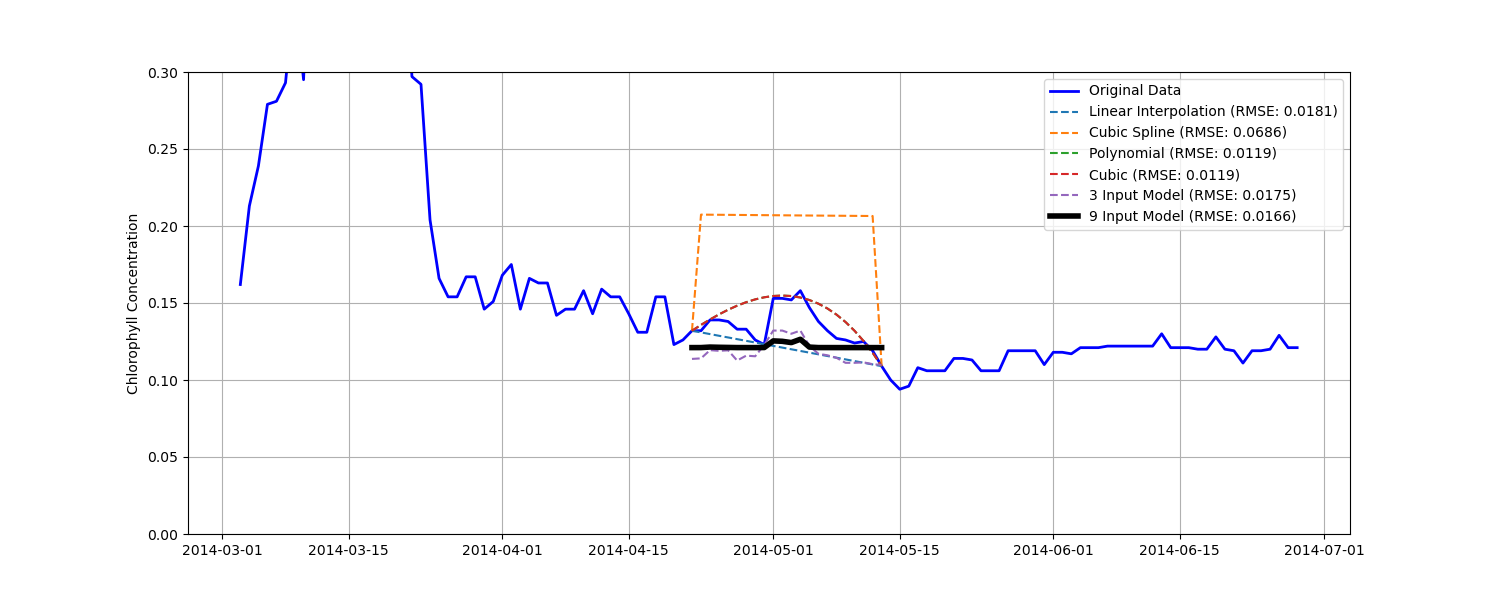 0.30
0.25
0.20
0.15
0.10
0.05
0.00
Chlorophyll Concentration
Original Data
Linear Interpolation (RMSE: 0.0181)
Cubic Spline (RMSE: 0.0686)
Polynomial (RMSE: 0.0119)
Cubic (RMSE: 0.0119)
3 Input Model (RMSE: 0.0175)
9 Input Model (RMSE: 0.0166)
2014-03-01
2014-03-15
2014-04-01
2014-04-15
2014-05-01
2014-05-15
2014-06-01
2014-06-15
2014-07-01